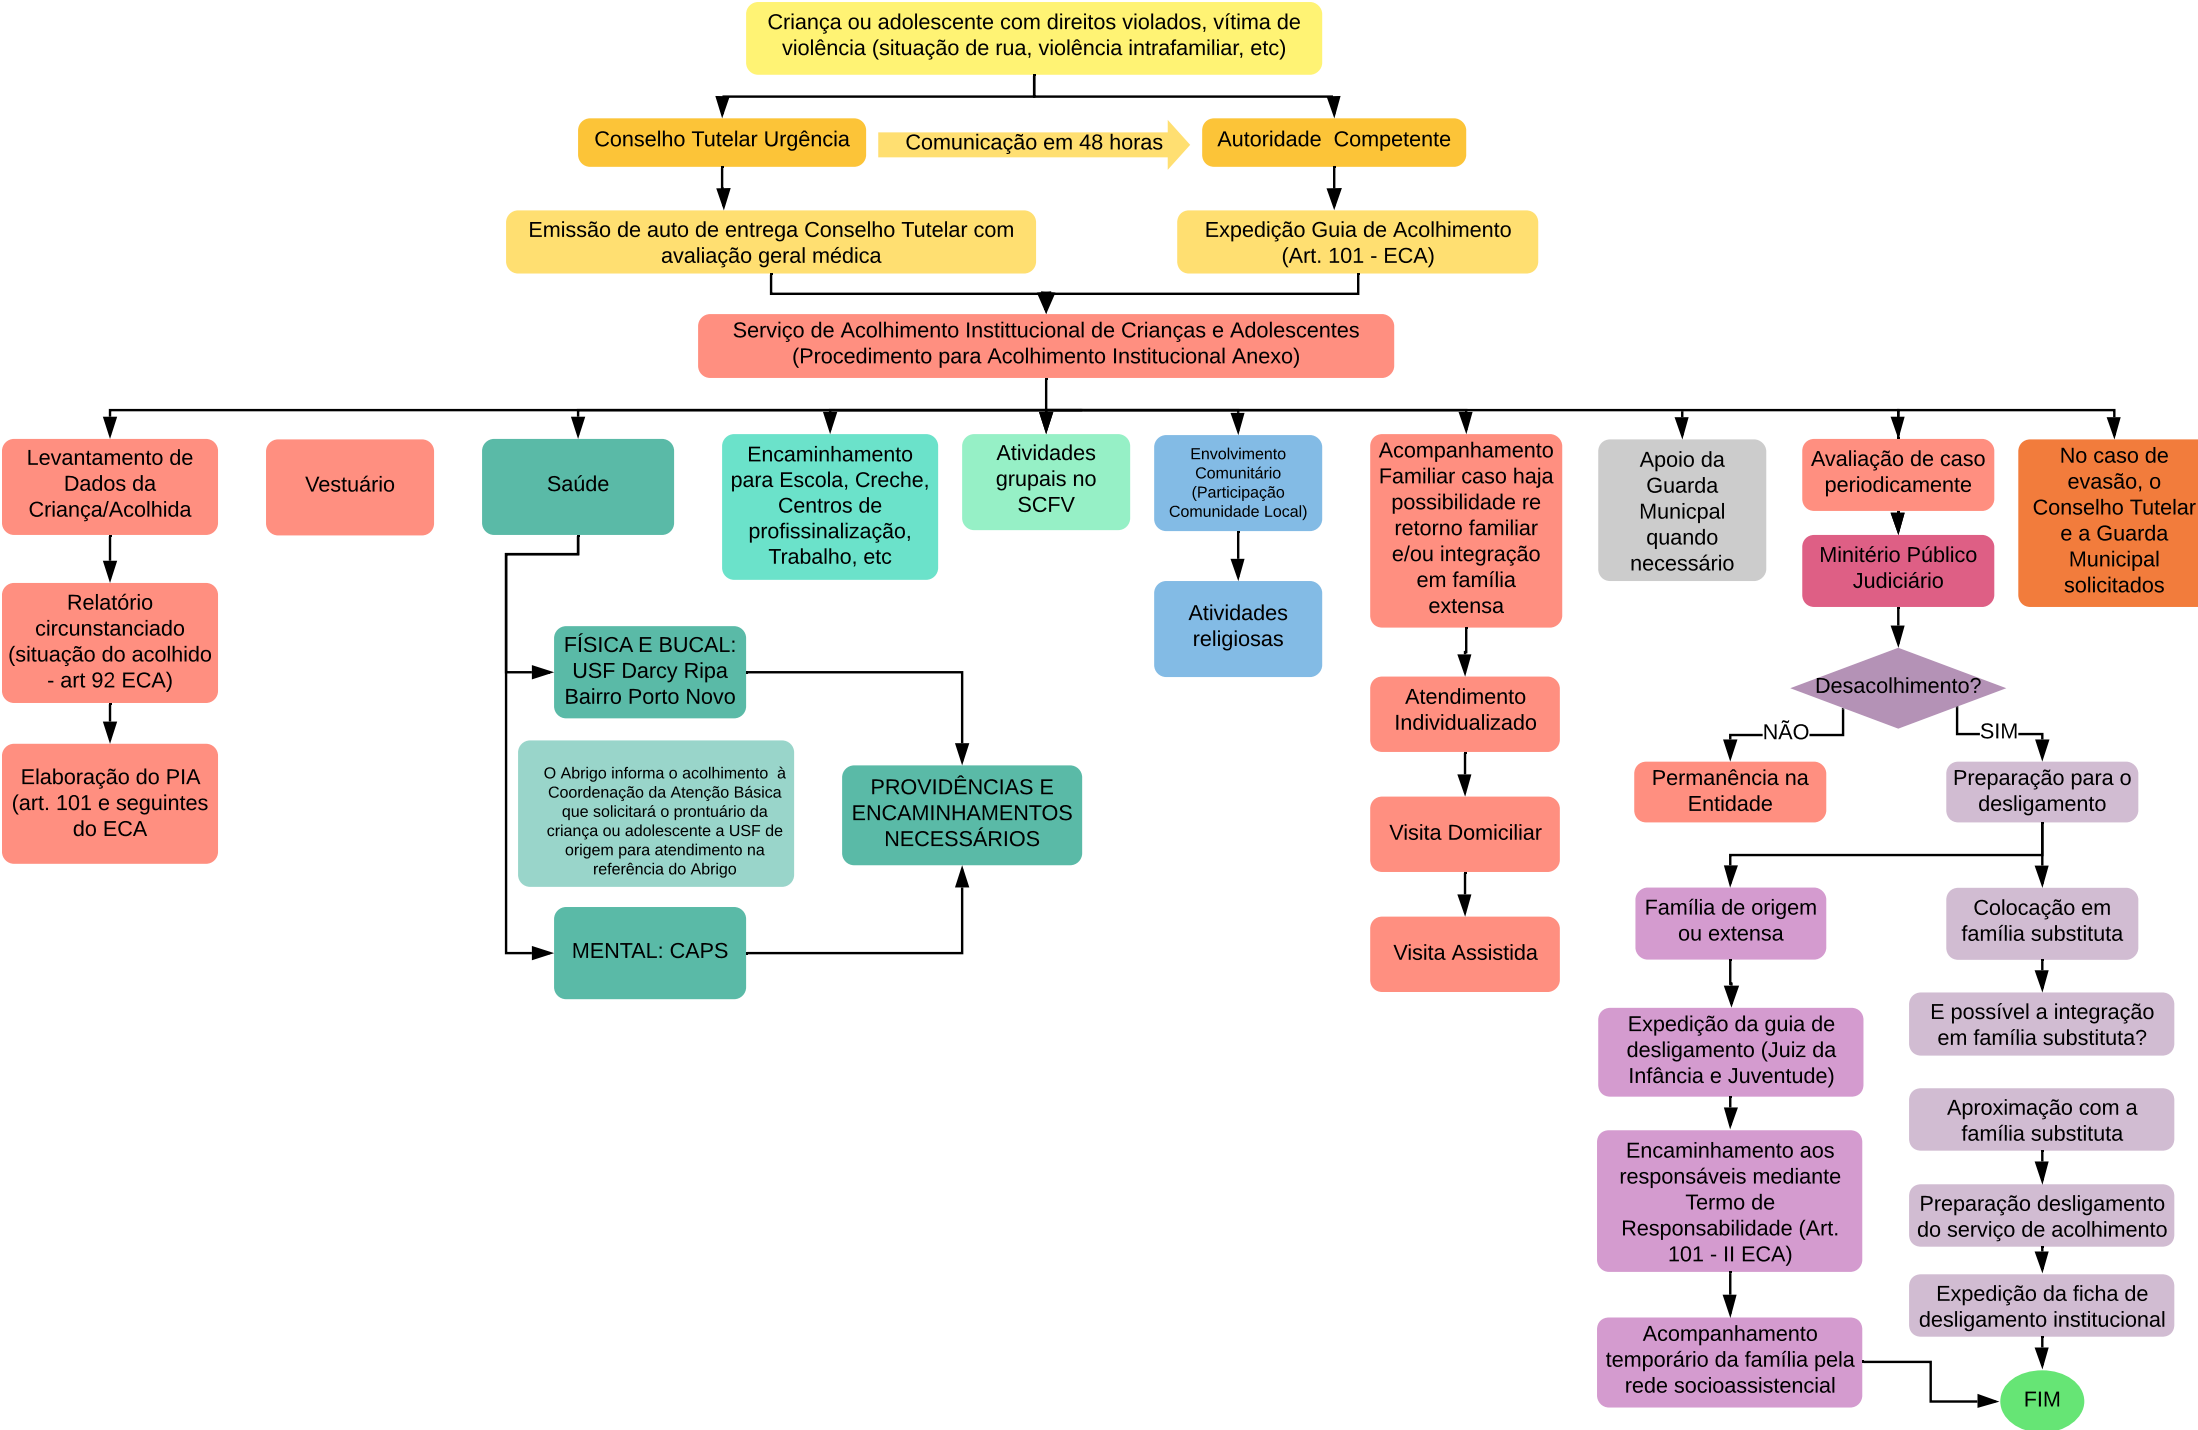 Criança ou adolescente com direitos violados, vítima de
violência (situação de rua, violência intrafamiliar, etc)
Conselho Tutelar Urgência
Comunicação em 48 horas
Autoridade  Competente
Emissão de auto de entrega Conselho Tutelar com
avaliação geral médica
Expedição Guia de Acolhimento
(Art. 101 - ECA)
Serviço de Acolhimento Instittucional de Crianças e Adolescentes
(Procedimento para Acolhimento Institucional Anexo)
Levantamento de
Dados da
Criança/Acolhida
Vestuário
Saúde
Encaminhamento
para Escola, Creche,
Centros de
profissinalização,
Trabalho, etc
Atividades
grupais no
SCFV
Envolvimento
Comunitário
(Participação
Comunidade Local)
Acompanhamento
Familiar caso haja
possibilidade re
retorno familiar
e/ou integração
em família
extensa
Apoio da
Guarda
Municpal
quando
necessário
Avaliação de caso
periodicamente
No caso de
evasão, o
Conselho Tutelar
e a Guarda
Municipal
solicitados
Minitério Público
Judiciário
Relatório
circunstanciado
(situação do acolhido
- art 92 ECA)
Atividades
religiosas
FÍSICA E BUCAL:
USF Darcy Ripa
Bairro Porto Novo
Atendimento
Individualizado
Desacolhimento?
NÃO
SIM
Elaboração do PIA
(art. 101 e seguintes
do ECA
O Abrigo informa o acolhimento  à
Coordenação da Atenção Básica
que solicitará o prontuário da
criança ou adolescente a USF de
origem para atendimento na
referência do Abrigo
PROVIDÊNCIAS E
ENCAMINHAMENTOS
NECESSÁRIOS
Visita Domiciliar
Permanência na
Entidade
Preparação para o
desligamento
MENTAL: CAPS
Visita Assistida
Família de origem
ou extensa
Colocação em
família substituta
Expedição da guia de
desligamento (Juiz da
Infância e Juventude)
E possível a integração
em família substituta?
Encaminhamento aos
responsáveis mediante
Termo de
Responsabilidade (Art.
101 - II ECA)
Aproximação com a
família substituta
Preparação desligamento
do serviço de acolhimento
Expedição da ficha de
desligamento institucional
Acompanhamento
temporário da família pela
rede socioassistencial
FIM